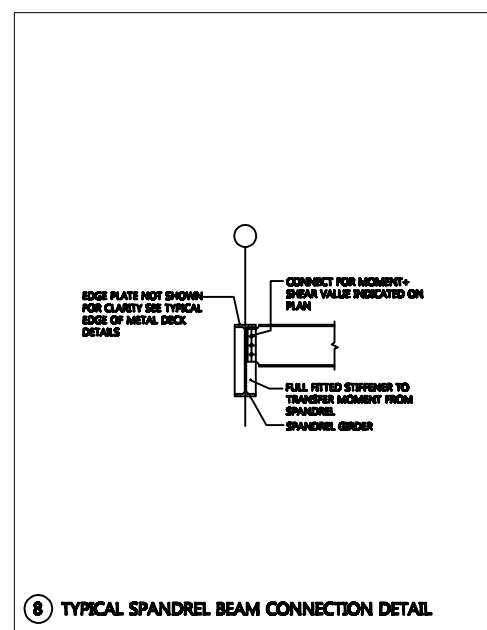 CONNECT FOR MOMENT+
SHEAR VALUE INDICATED ON
PLAN
EDGE PLATE NOT SHOWN
FOR CLARITY SEE TYPICAL
EDGE OF METAL DECK
DETAILS
FULL FITTED STIFFENER TO
TRANSFER MOMENT FROM
SPANDREL
SPANDREL GIRDER
8 TYPICAL SPANDREL BEAM CONNECTION DETAIL